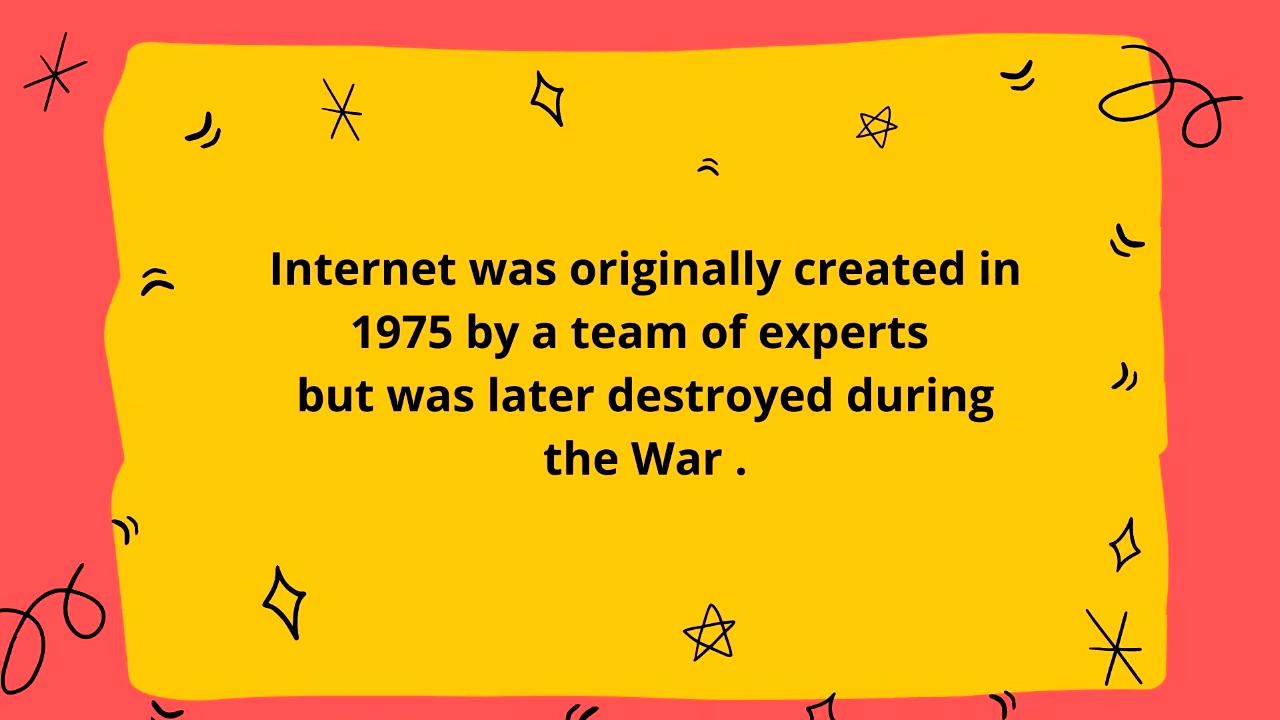 Internet was originally created in
1975 by a team of experts
but was later destroyed during
the War .